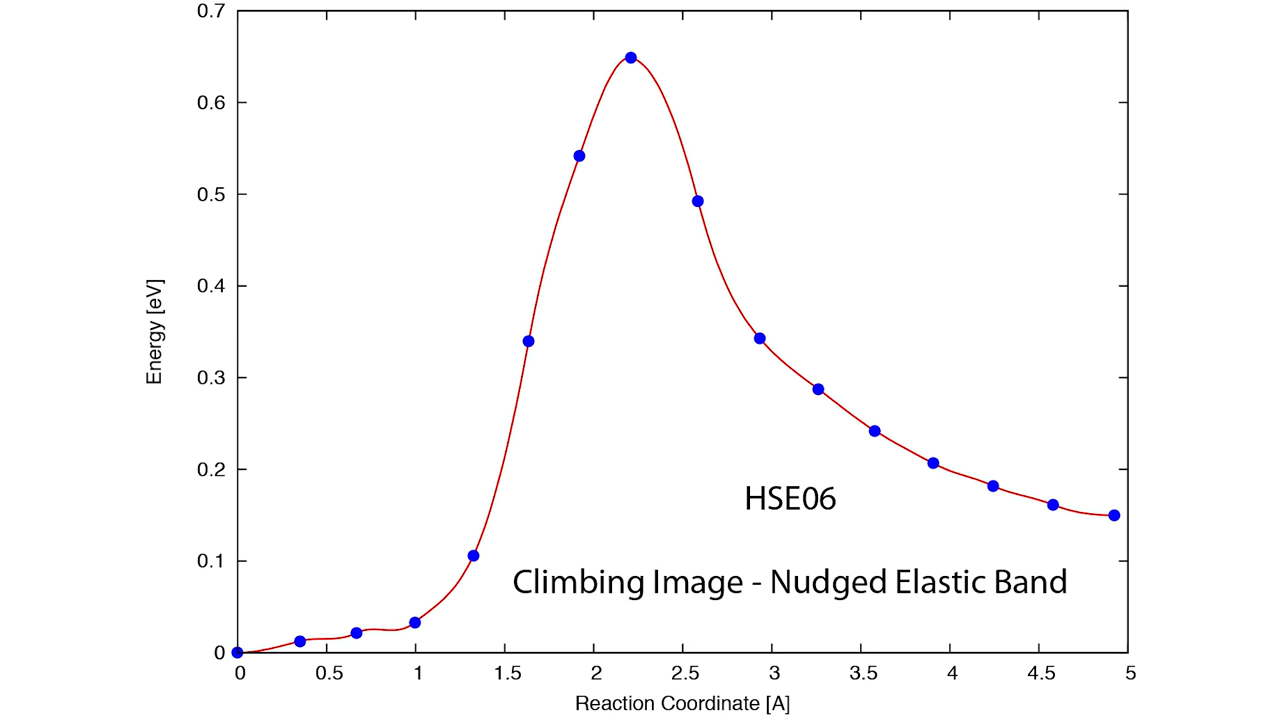 0.7
0.6
0.5
0.4
0.3
0.2
0.1
0
Energy [eV]
HSE06
Climbing Image - Nudged Elastic Band
0 0.5 1 1.5 2 2.5 3 3.5 4 4.5 5
Reaction Coordinate [A]